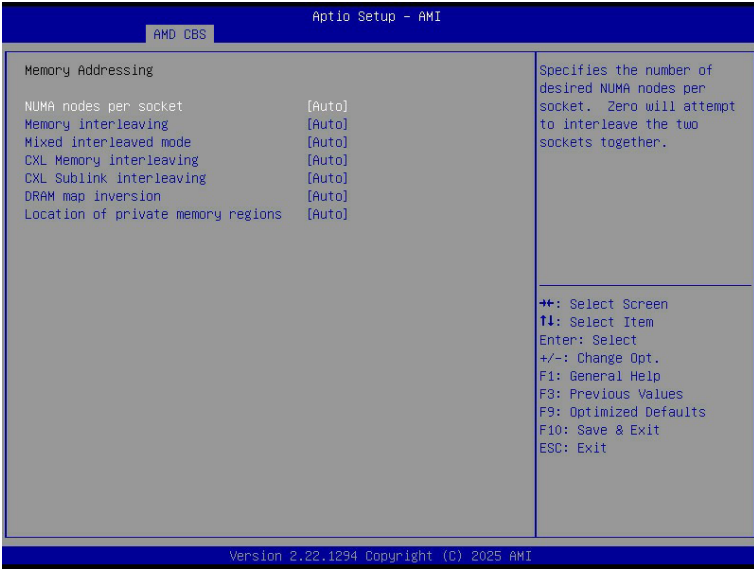 Aptio Setup - AMI
AMD CBS
Memory Addressing
NUMA nodes per socket [Auto]
Memory interleaving [Auto]
Mixed interleaved mode [Auto]
CXL Memory interleaving [Auto]
CXL Sublink interleaving [Auto]
DRAM map inversion [Auto]
Location of private memory regions [Auto]
Specifies the number of
desired NUMA nodes per
socket.  Zero will attempt
to interleave the two
sockets together.
→←: Select Screen
↑↓: Select Item
Enter: Select
+/-: Change Opt.
F1: General Help
F3: Previous Values
F9: Optimized Defaults
F10: Save & Exit
ESC: Exit
Version 2.22.1294 Copyright (C) 2025 AMI